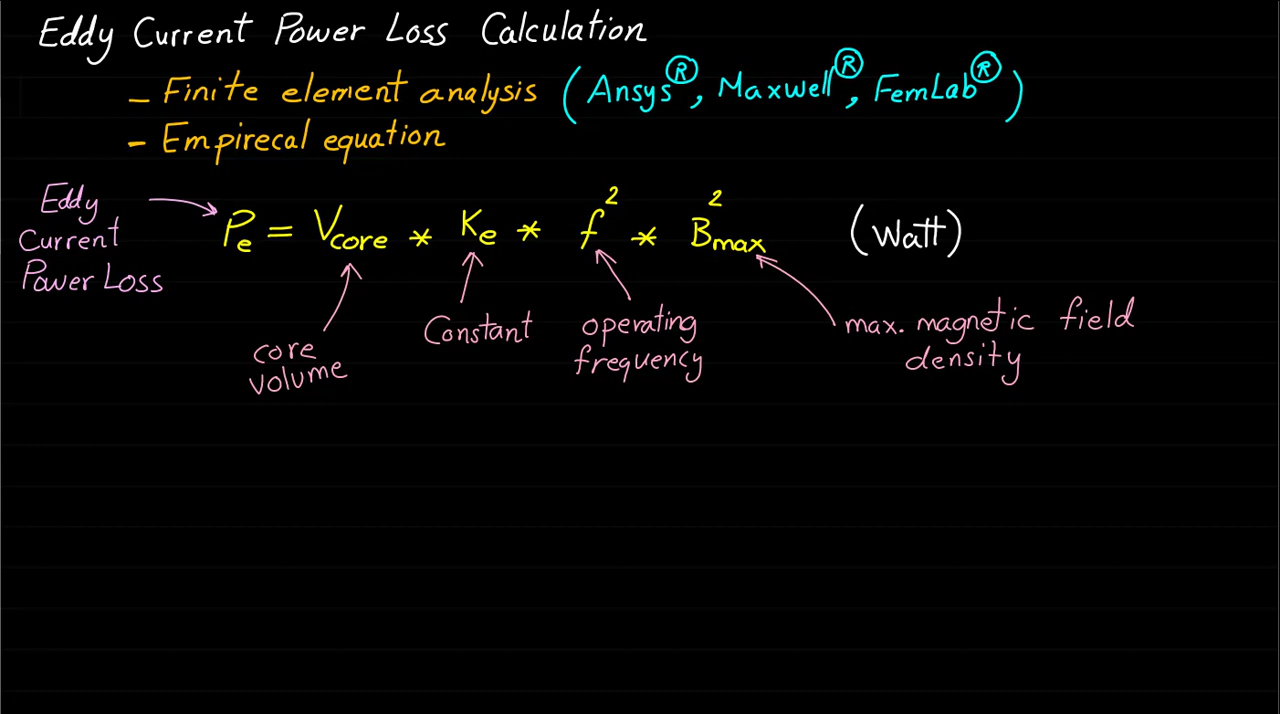 Eddy Current Power Loss Calculation
- Finite element analysis (Ansys®, Maxwell®, FemLab®)
- Empirecal equation
Eddy Current Power Loss
Pe = Vcore * Ke * f² * B²max (Watt)
core volume
Constant
operating frequency
max. magnetic field density